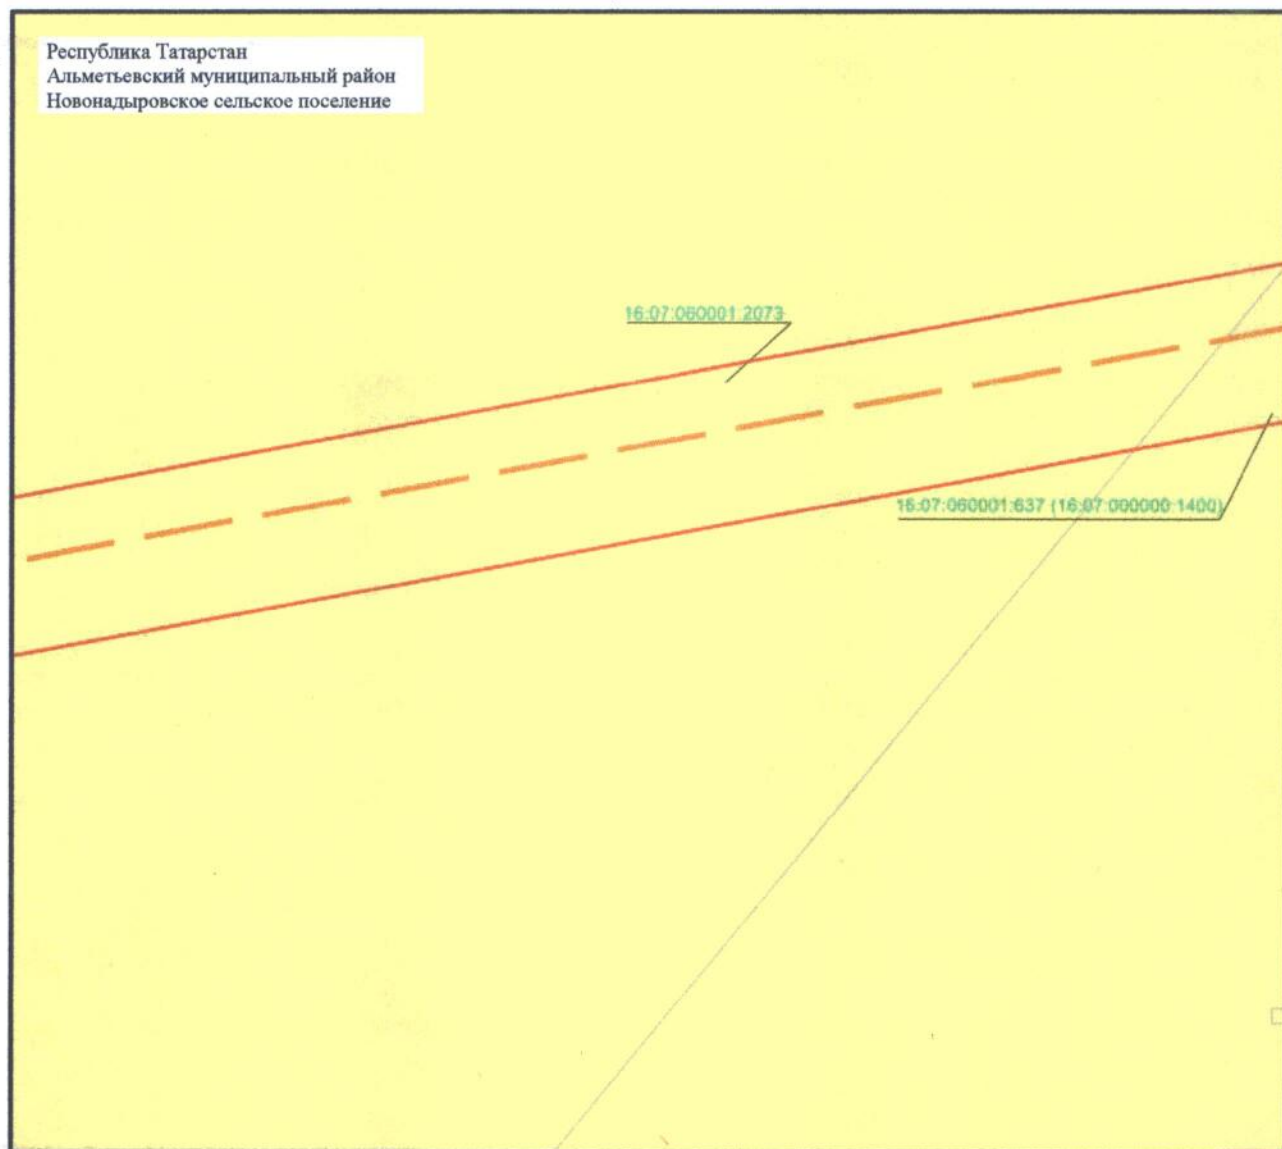 Республика Татарстан
Альметьевский муниципальный район
Новонадыровское сельское поселение
16:07:060001:2073
16:07:060001:637 (16:07:000000:1400)